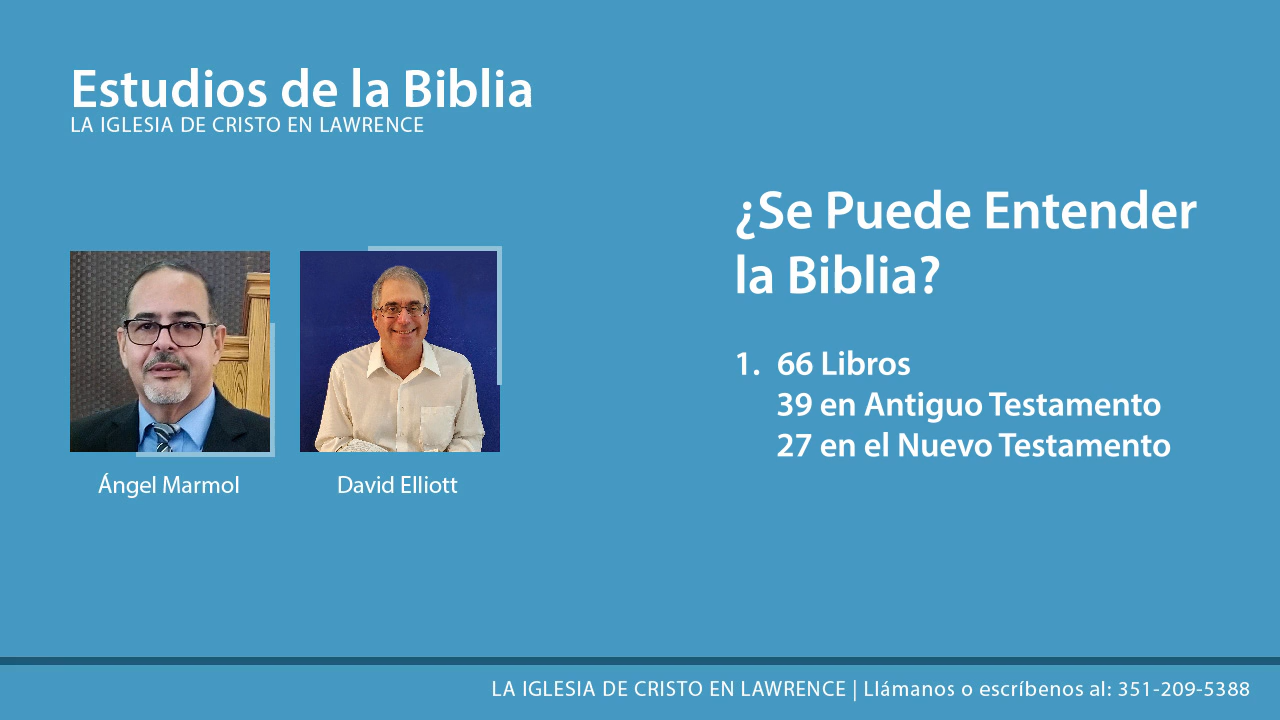 Estudios de la Biblia
LA IGLESIA DE CRISTO EN LAWRENCE
¿Se Puede Entender
la Biblia?
1. 66 Libros
39 en Antiguo Testamento
27 en el Nuevo Testamento
Ángel Marmol
David Elliott
LA IGLESIA DE CRISTO EN LAWRENCE | Llámanos o escríbenos al: 351-209-5388